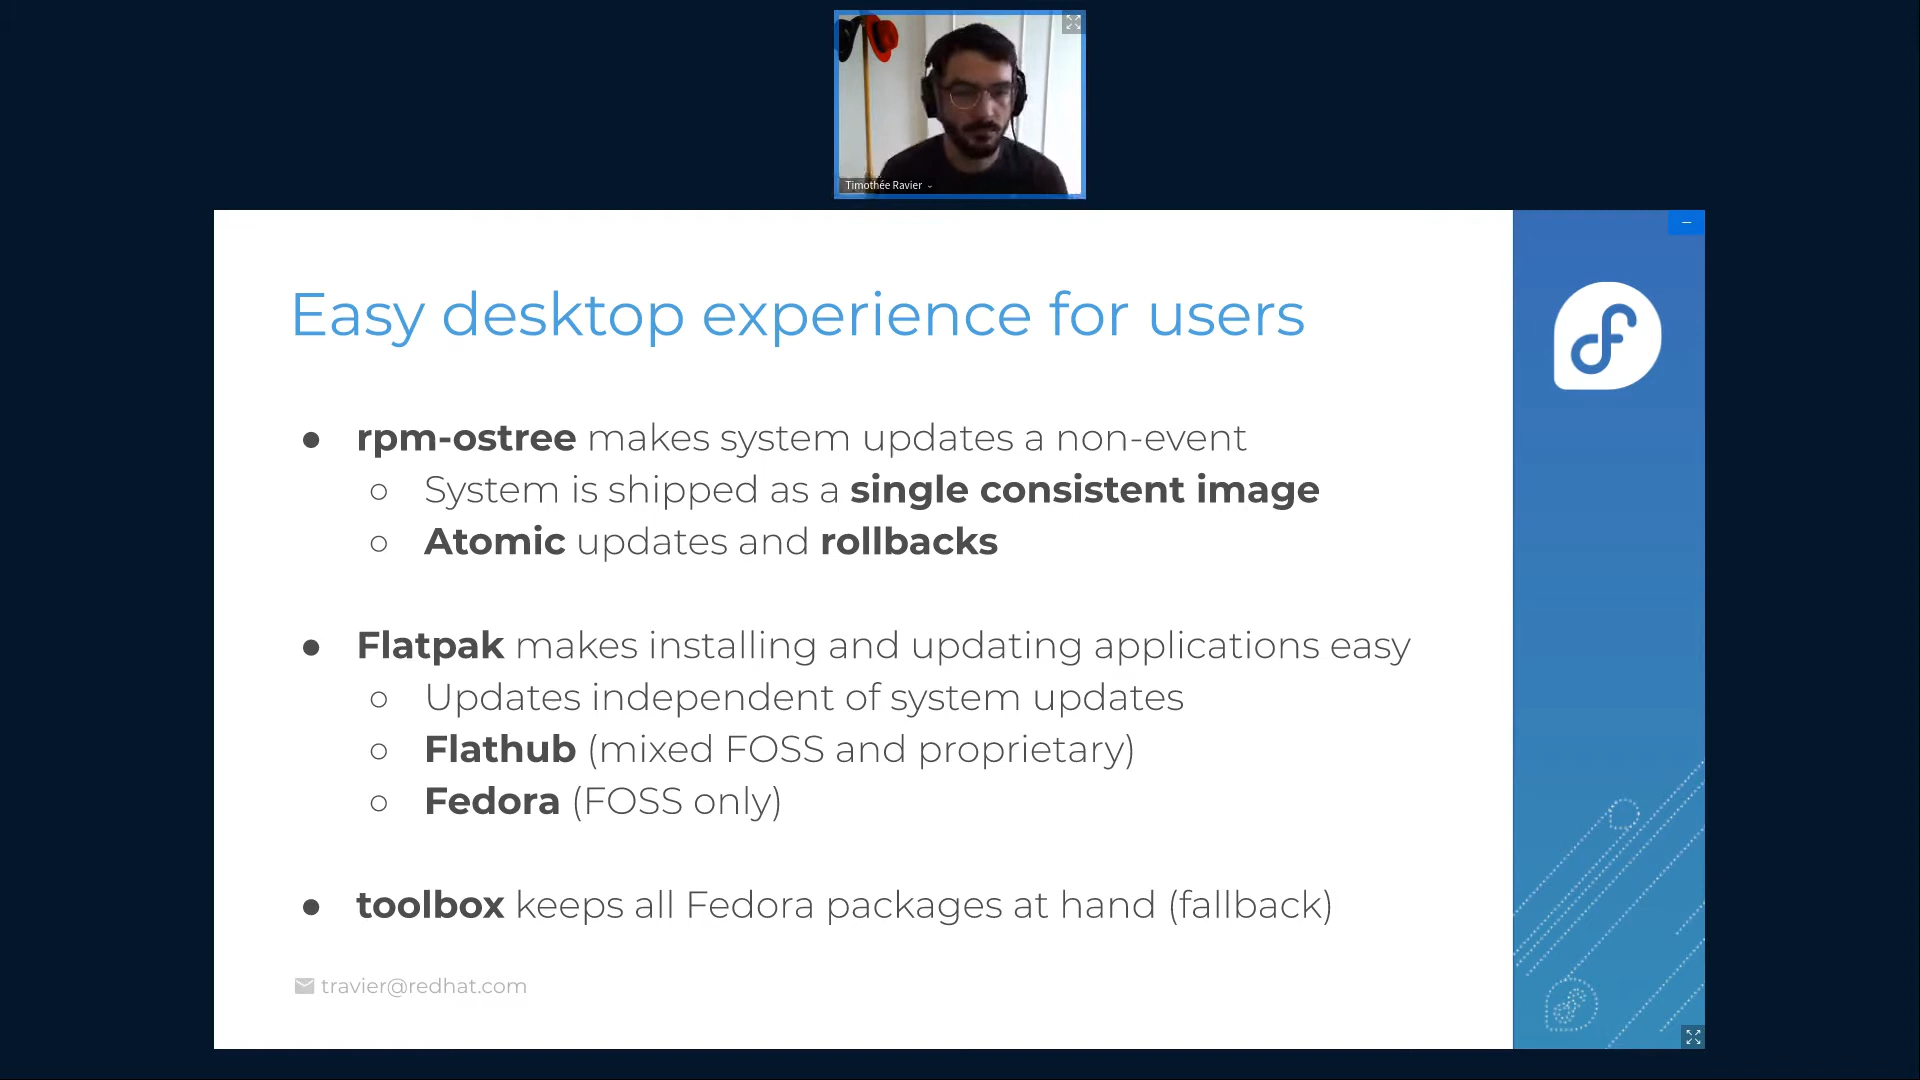 Timothée Ravier
Easy desktop experience for users
● rpm-ostree makes system updates a non-event
○ System is shipped as a single consistent image
○ Atomic updates and rollbacks
● Flatpak makes installing and updating applications easy
○ Updates independent of system updates
○ Flathub (mixed FOSS and proprietary)
○ Fedora (FOSS only)
● toolbox keeps all Fedora packages at hand (fallback)
travier@redhat.com